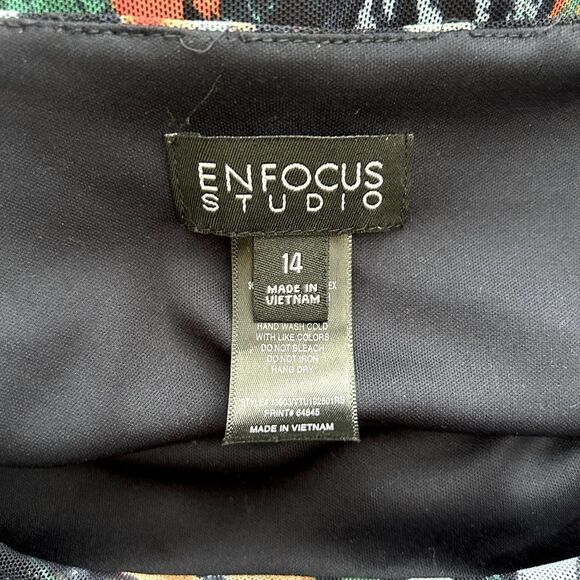 ENFOCUS
STUDIO
14
MADE IN
VIETNAM
HAND WASH COLD
WITH LIKE COLORS
DO NOT BLEACH
DO NOT IRON
HANG DRY
PRINT# 64845
MADE IN VIETNAM